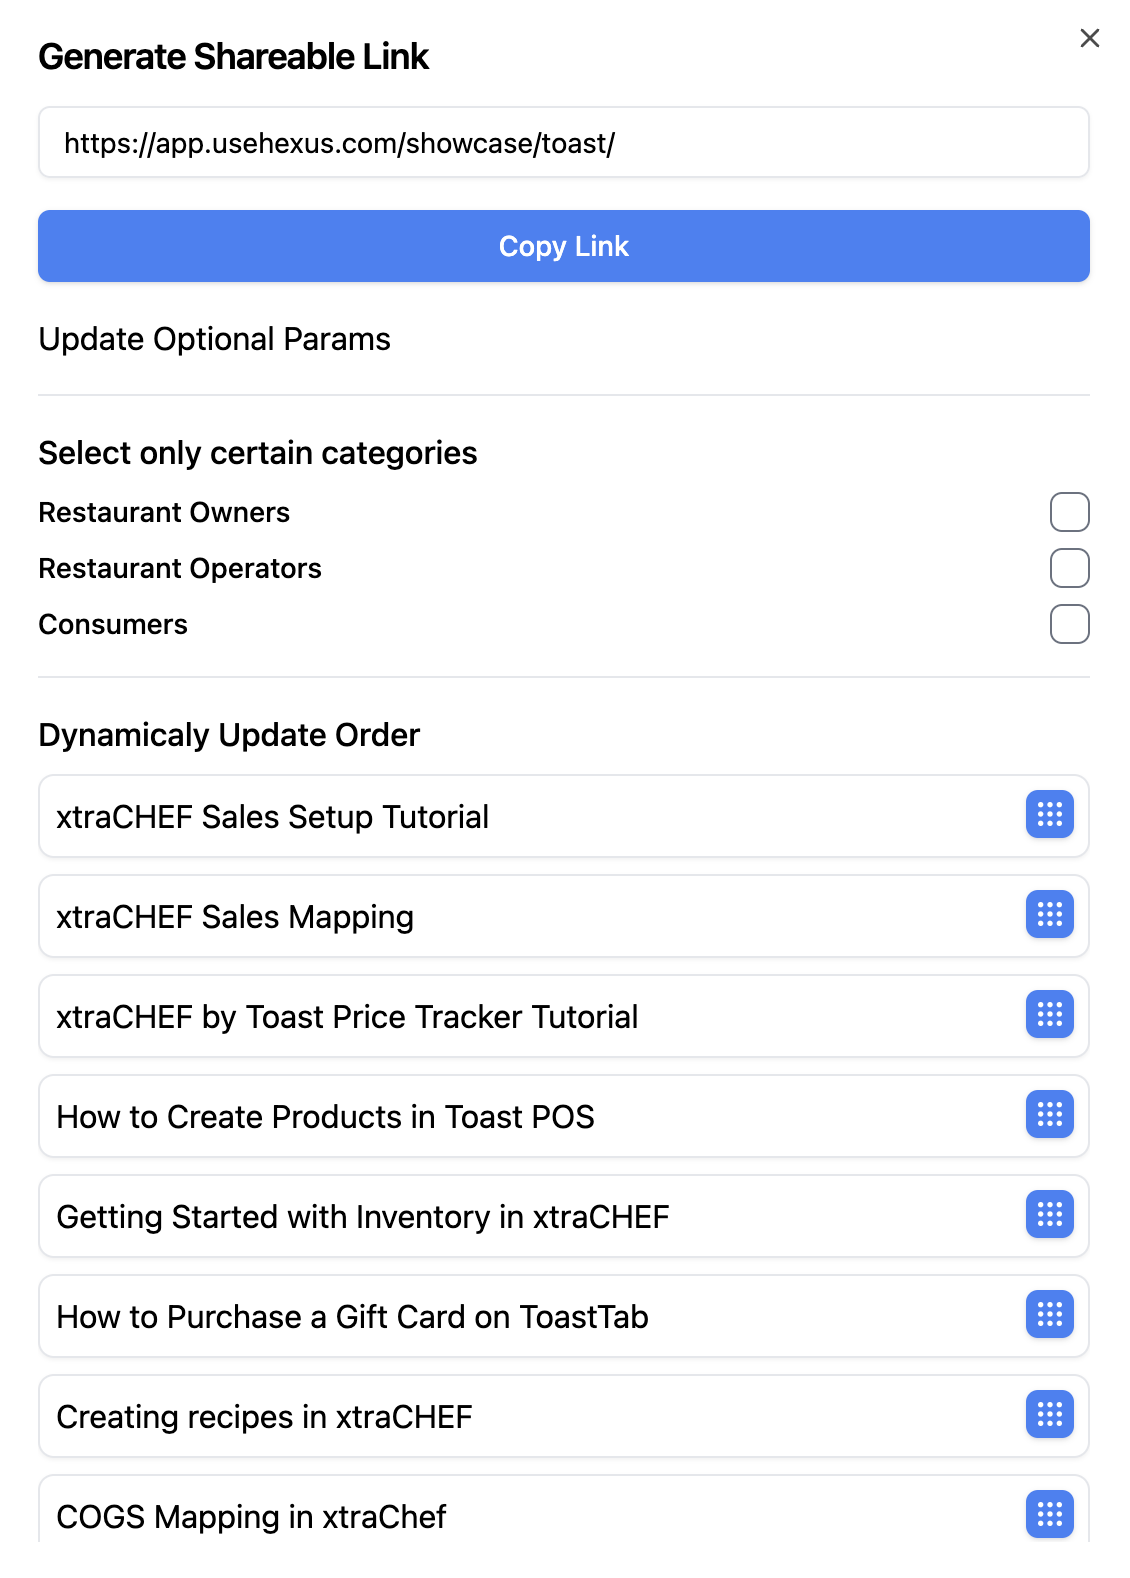 Generate Shareable Link
https://app.usehexus.com/showcase/toast/
Copy Link
Update Optional Params
Select only certain categories
Restaurant Owners
Restaurant Operators
Consumers
Dynamicaly Update Order
xtraCHEF Sales Setup Tutorial
xtraCHEF Sales Mapping
xtraCHEF by Toast Price Tracker Tutorial
How to Create Products in Toast POS
Getting Started with Inventory in xtraCHEF
How to Purchase a Gift Card on ToastTab
Creating recipes in xtraCHEF
COGS Mapping in xtraChef